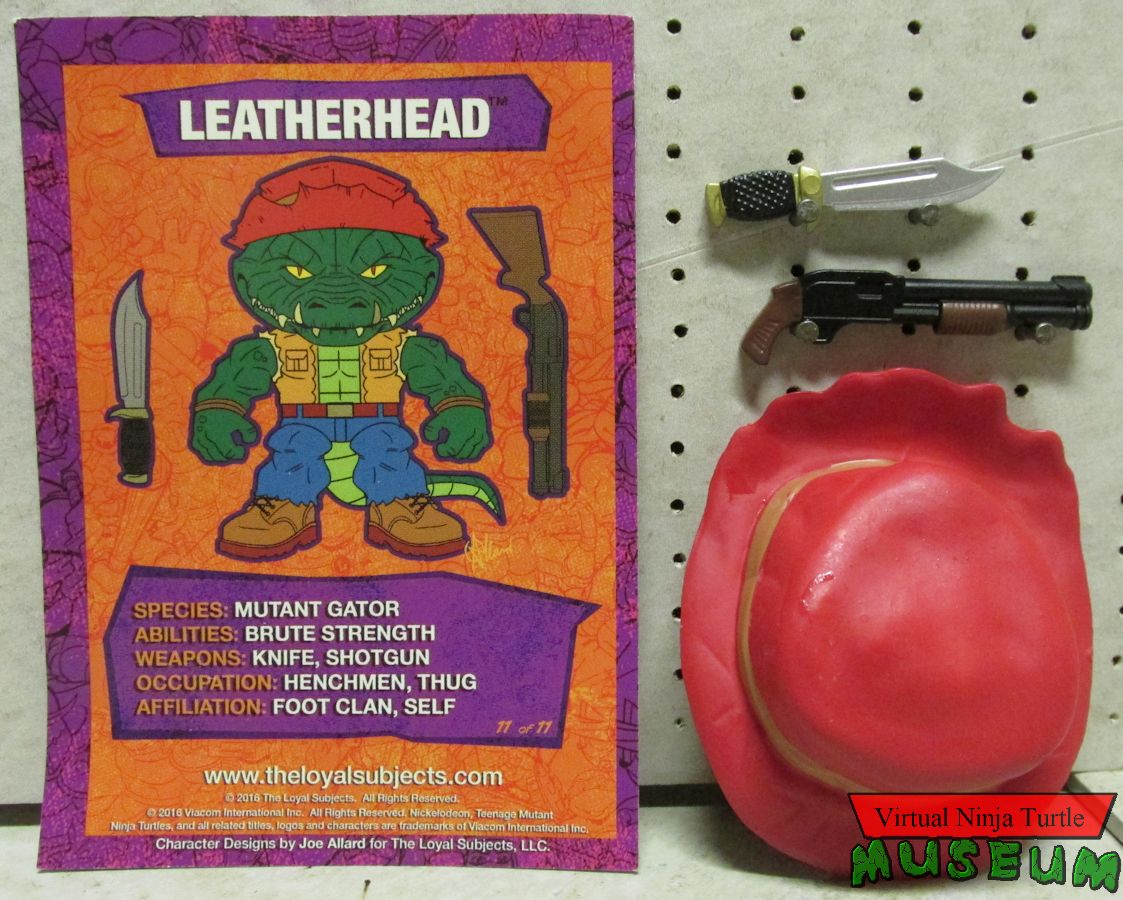 LEATHERHEAD™
SPECIES: MUTANT GATOR
ABILITIES: BRUTE STRENGTH
WEAPONS: KNIFE, SHOTGUN
OCCUPATION: HENCHMEN, THUG
AFFILIATION: FOOT CLAN, SELF
11 OF 11
www.theloyalsubjects.com
© 2016 The Loyal Subjects. All Rights Reserved.
© 2016 Viacom International Inc. All Rights Reserved, Nickelodeon, Teenage Mutant
Ninja Turtles, and all related titles, logos and characters are trademarks of Viacom International Inc.
Character Designs by Joe Allard for The Loyal Subjects, LLC.
Virtual Ninja Turtle
MUSEUM